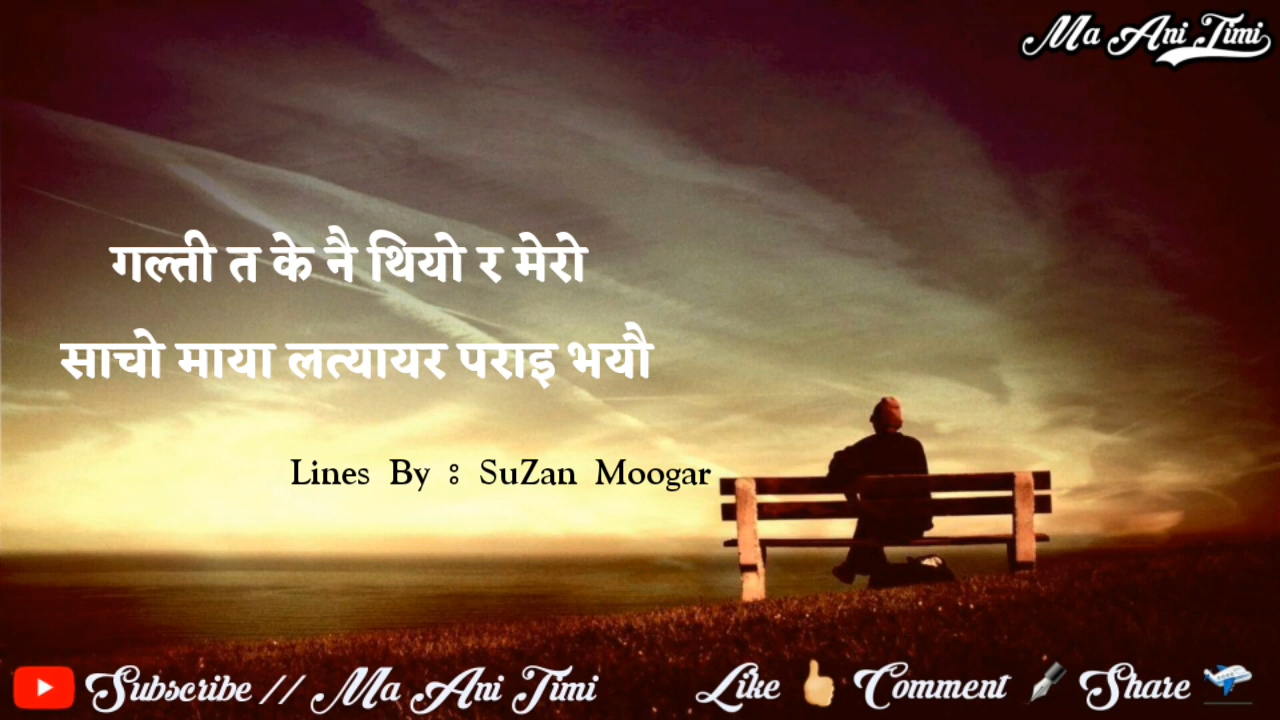 Ma Ani Timi
गल्ती त के नै थियो र मेरो
साचो माया लत्यायर पराइ भयौ
Lines By : SuZan Moogar
Subscribe // Ma Ani Timi Like Comment Share